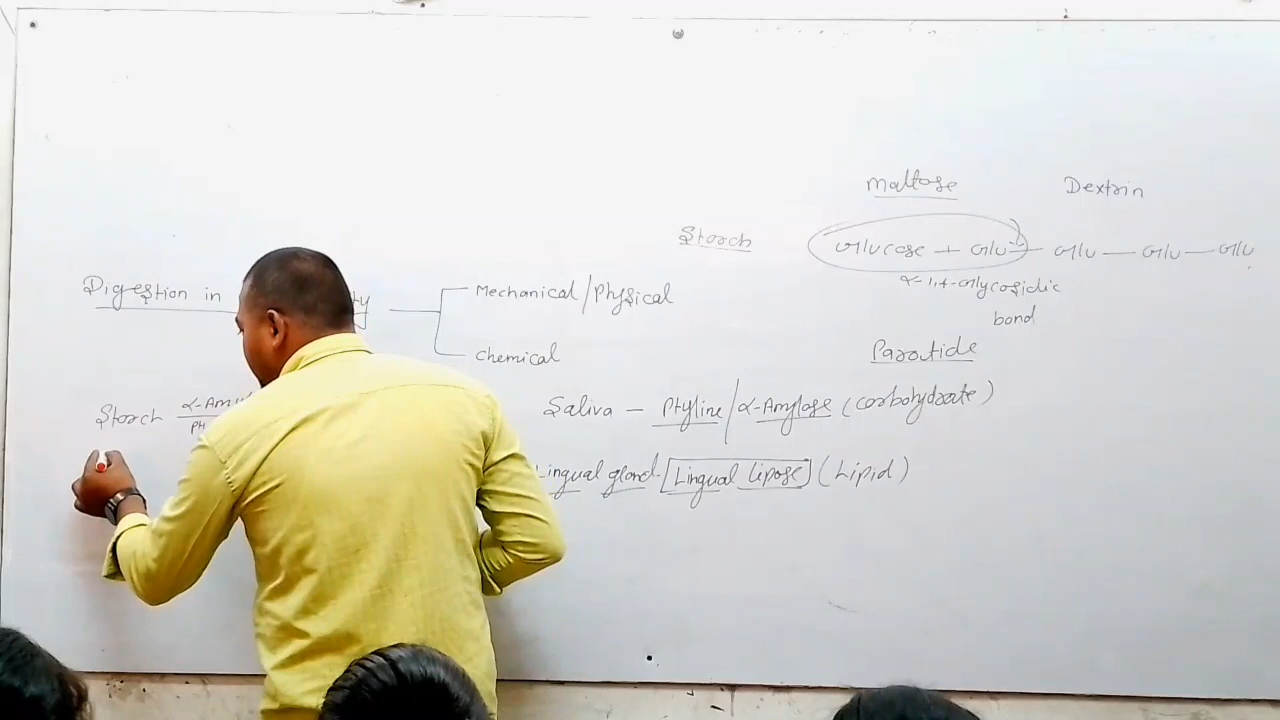 Maltose Dextrin
Starch Glucose + Glu — Glu — Glu — Glu
α-1,4-Glycosidic
bond
Digestion in
Mechanical/Physical
Chemical
Parotide
Starch α-Amy
PH
Saliva — Ptyline/α-Amylase (carbohydrate)
Lingual gland Lingual Lipase (Lipid)